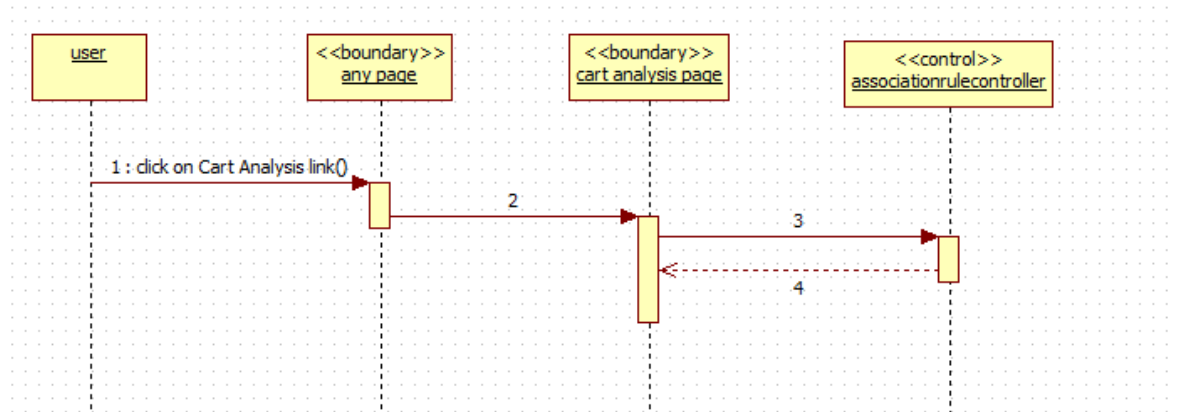 user
<<boundary>>
any page
<<boundary>>
cart analysis page
<<control>>
associationrulecontroller
1 : click on Cart Analysis link()
2
3
4